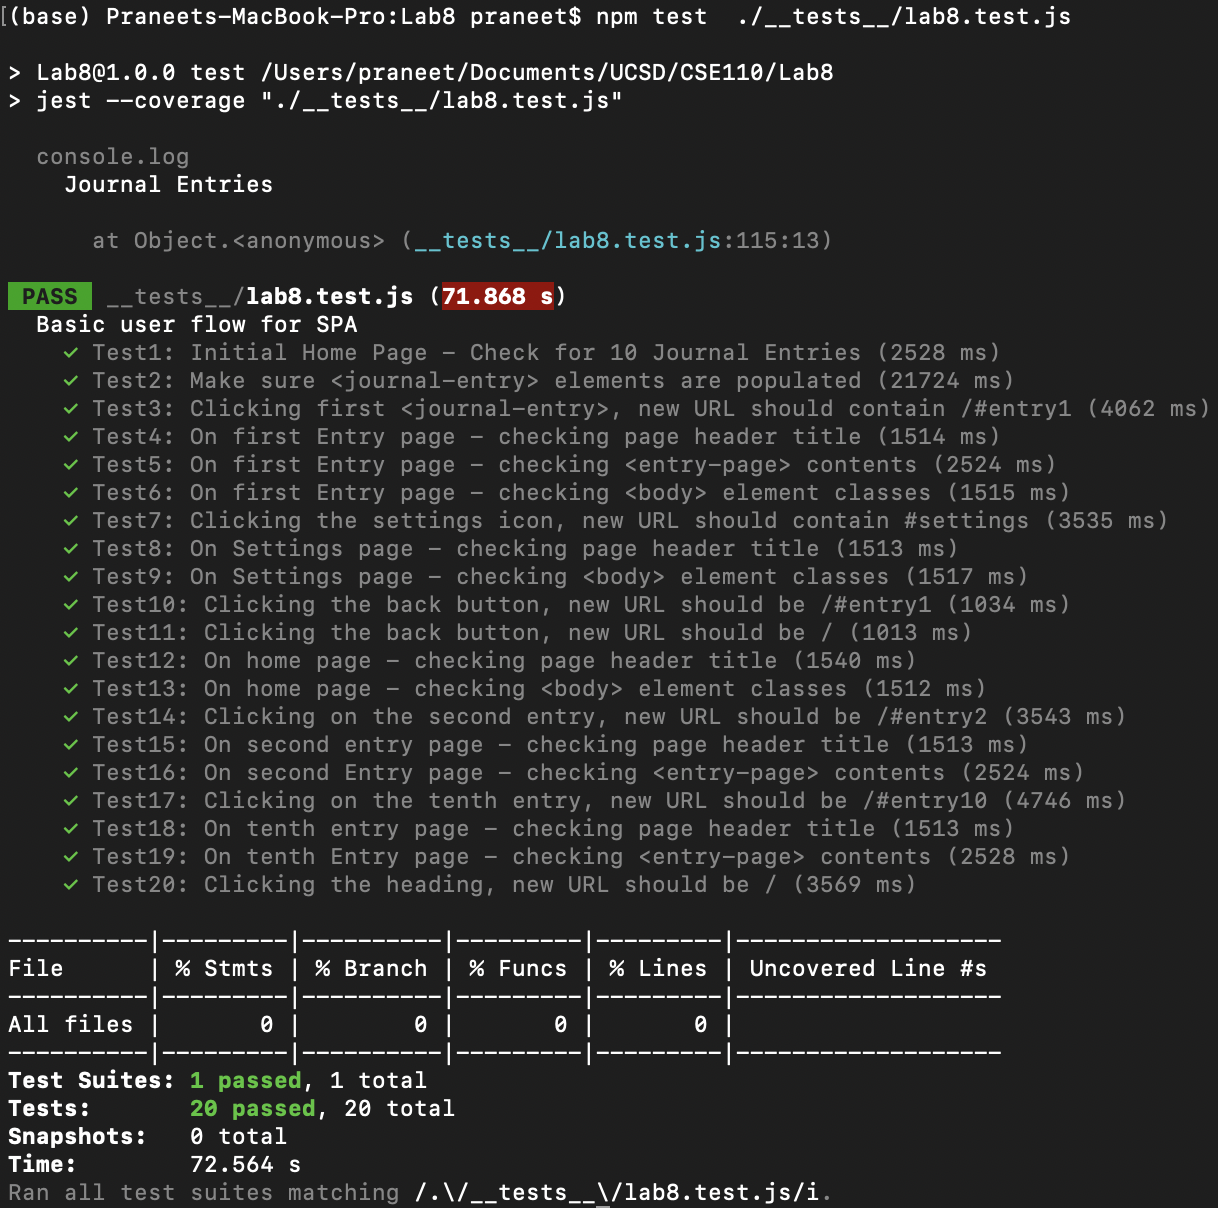 [(base) Praneets-MacBook-Pro:Lab8 praneet$ npm test  ./__tests__/lab8.test.js
> Lab8@1.0.0 test /Users/praneet/Documents/UCSD/CSE110/Lab8
> jest --coverage "./__tests__/lab8.test.js"
console.log
Journal Entries
at Object.<anonymous> (__tests__/lab8.test.js:115:13)
PASS __tests__/lab8.test.js (71.868 s)
Basic user flow for SPA
✓ Test1: Initial Home Page – Check for 10 Journal Entries (2528 ms)
✓ Test2: Make sure <journal-entry> elements are populated (21724 ms)
✓ Test3: Clicking first <journal-entry>, new URL should contain /#entry1 (4062 ms)
✓ Test4: On first Entry page - checking page header title (1514 ms)
✓ Test5: On first Entry page - checking <entry-page> contents (2524 ms)
✓ Test6: On first Entry page - checking <body> element classes (1515 ms)
✓ Test7: Clicking the settings icon, new URL should contain #settings (3535 ms)
✓ Test8: On Settings page - checking page header title (1513 ms)
✓ Test9: On Settings page - checking <body> element classes (1517 ms)
✓ Test10: Clicking the back button, new URL should be /#entry1 (1034 ms)
✓ Test11: Clicking the back button, new URL should be / (1013 ms)
✓ Test12: On home page - checking page header title (1540 ms)
✓ Test13: On home page - checking <body> element classes (1512 ms)
✓ Test14: Clicking on the second entry, new URL should be /#entry2 (3543 ms)
✓ Test15: On second entry page - checking page header title (1513 ms)
✓ Test16: On second Entry page - checking <entry-page> contents (2524 ms)
✓ Test17: Clicking on the tenth entry, new URL should be /#entry10 (4746 ms)
✓ Test18: On tenth entry page - checking page header title (1513 ms)
✓ Test19: On tenth Entry page - checking <entry-page> contents (2528 ms)
✓ Test20: Clicking the heading, new URL should be / (3569 ms)
----------|---------|----------|---------|---------|-------------------
File      | % Stmts | % Branch | % Funcs | % Lines | Uncovered Line #s
----------|---------|----------|---------|---------|-------------------
All files |       0 |        0 |       0 |       0 |
----------|---------|----------|---------|---------|-------------------
Test Suites: 1 passed, 1 total
Tests:       20 passed, 20 total
Snapshots:   0 total
Time:        72.564 s
Ran all test suites matching /.\/__tests__\/lab8.test.js/i.